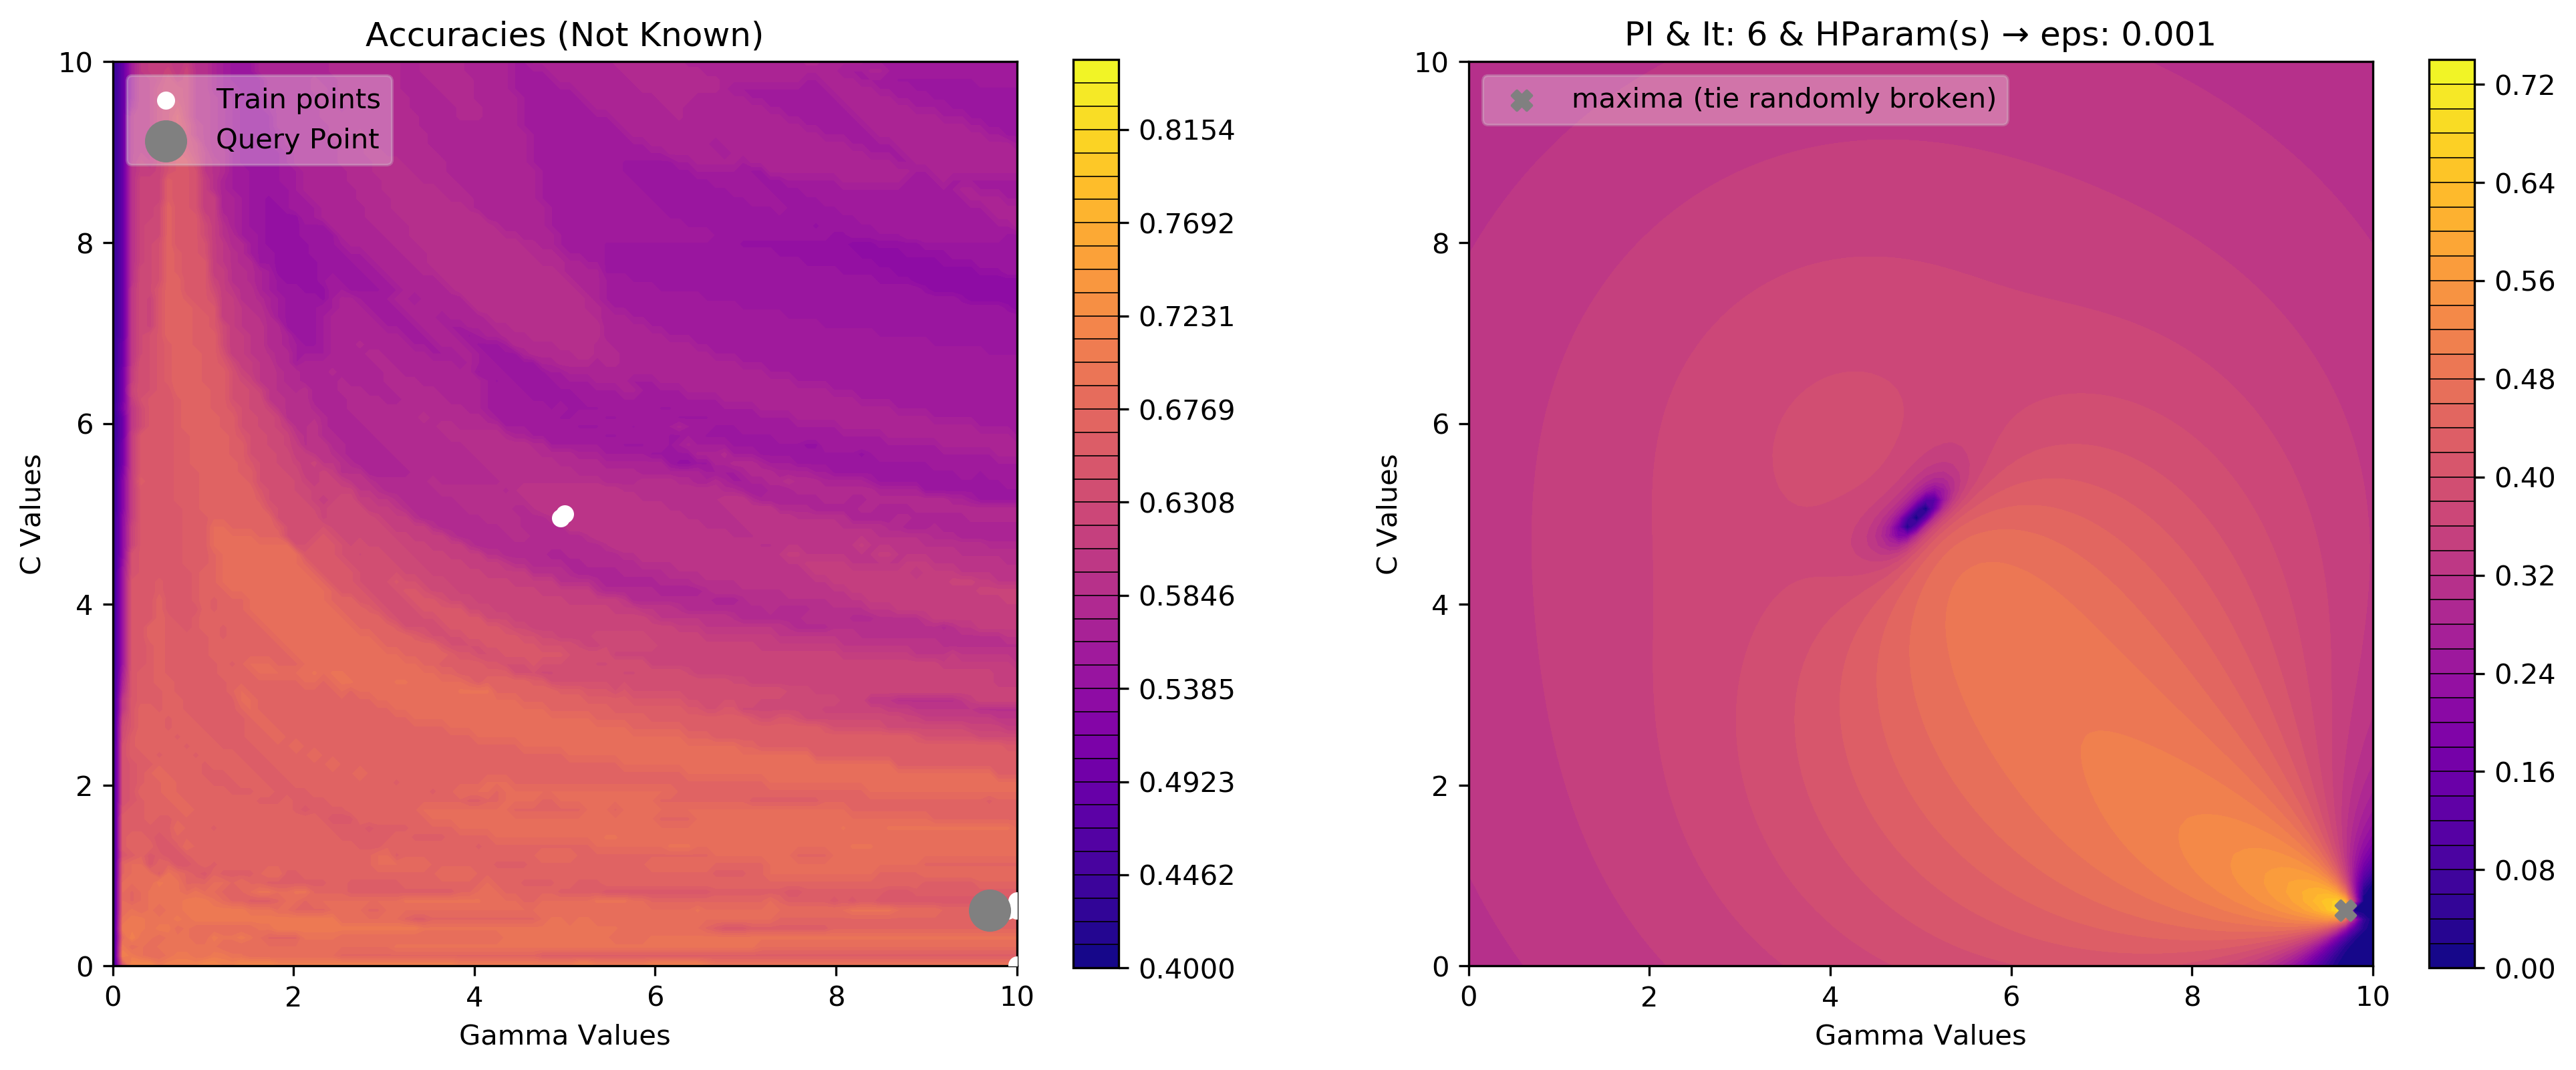 Accuracies (Not Known)
Train points
Query Point
10
8
6
4
2
0
C Values
0 2 4 6 8 10
Gamma Values
0.8154
0.7692
0.7231
0.6769
0.6308
0.5846
0.5385
0.4923
0.4462
0.4000
PI & It: 6 & HParam(s) → eps: 0.001
maxima (tie randomly broken)
10
8
6
4
2
0
C Values
0 2 4 6 8 10
Gamma Values
0.72
0.64
0.56
0.48
0.40
0.32
0.24
0.16
0.08
0.00